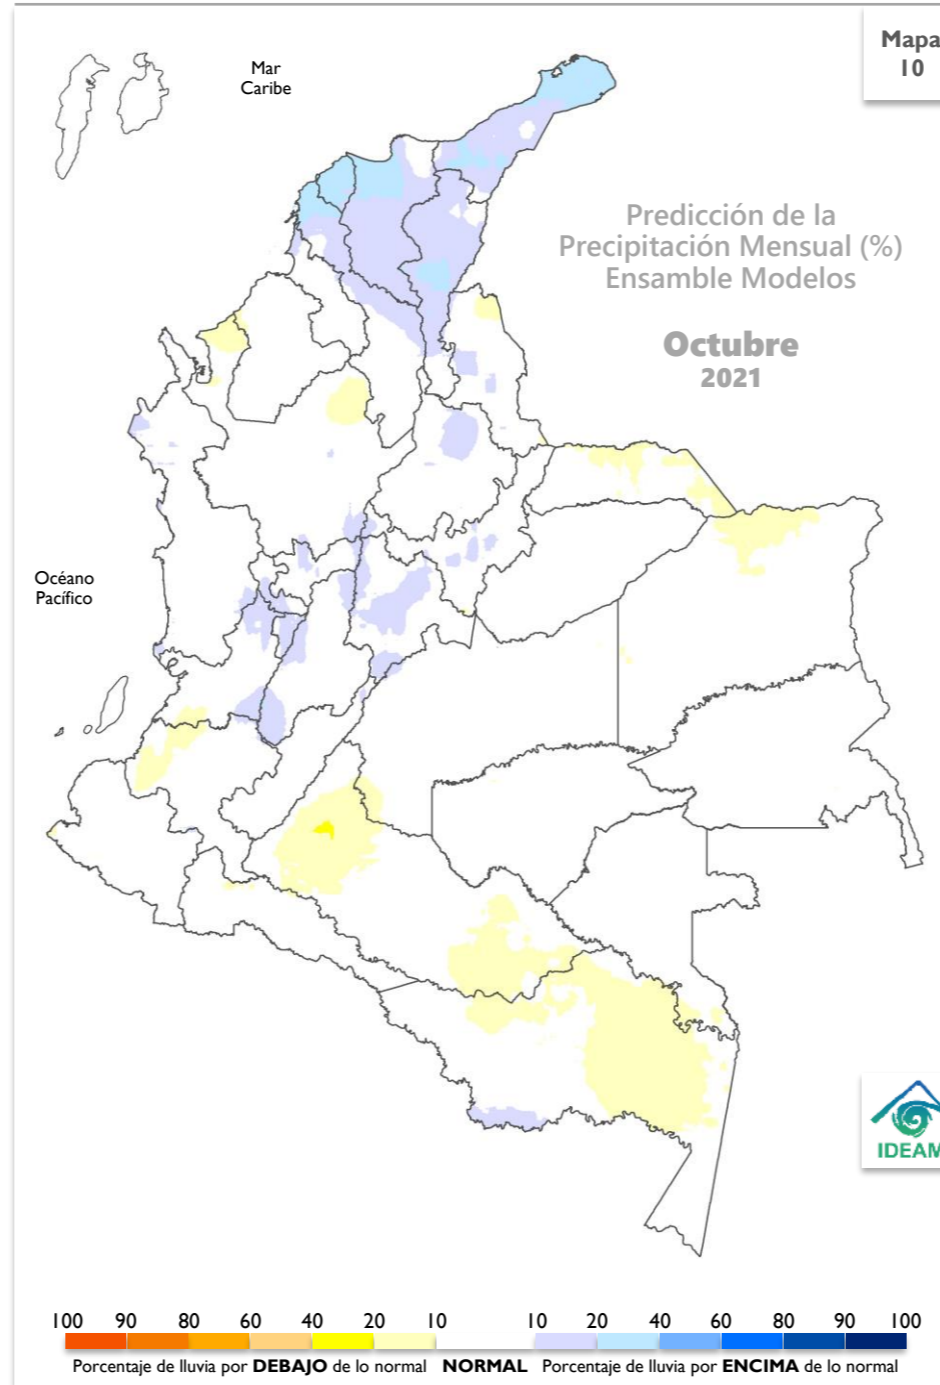 Mapa
10
Mar
Caribe
Predicción de la
Precipitación Mensual (%)
Ensamble Modelos
Octubre
2021
Océano
Pacífico
IDEAM
100 90 80 60 40 20 10 10 20 40 60 80 90 100
Porcentaje de lluvia por DEBAJO de lo normal NORMAL Porcentaje de lluvia por ENCIMA de lo normal